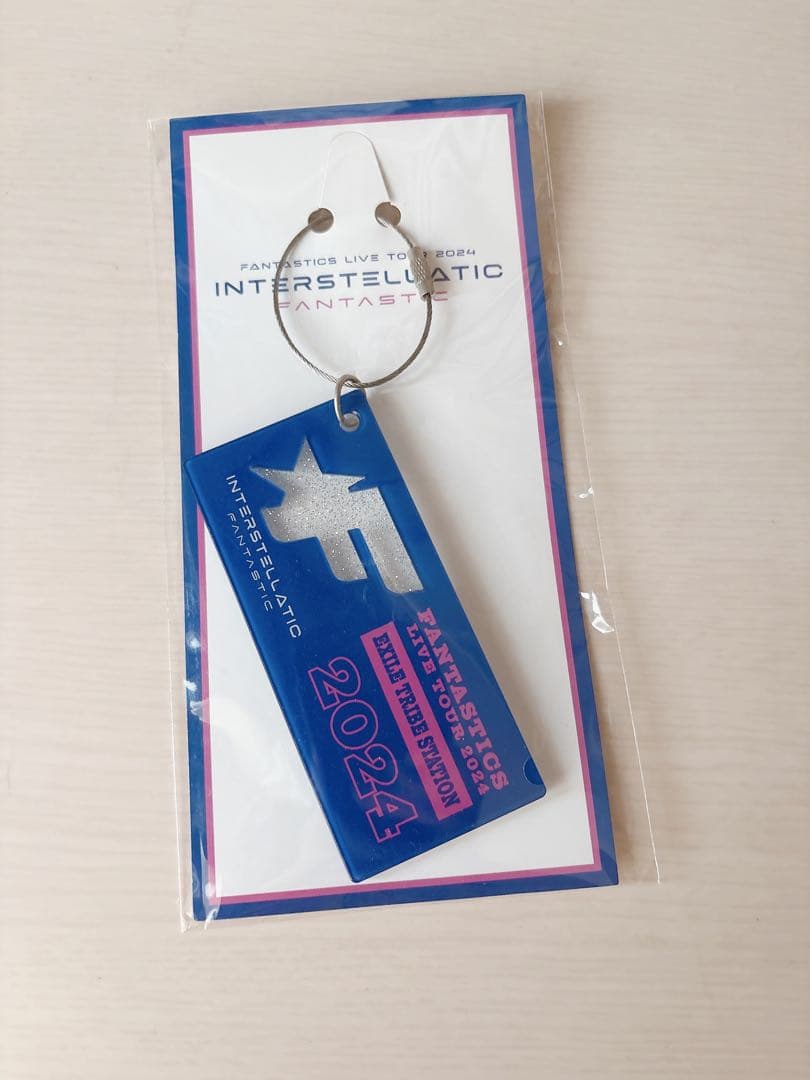 FANTASTICS LIVE TOUR 2024
INTERSTELLATIC
FANTASTIC
F
INTERSTELLATIC
FANTASTIC
FANTASTICS
LIVE TOUR 2024
EXILE TRIBE STATION
2024